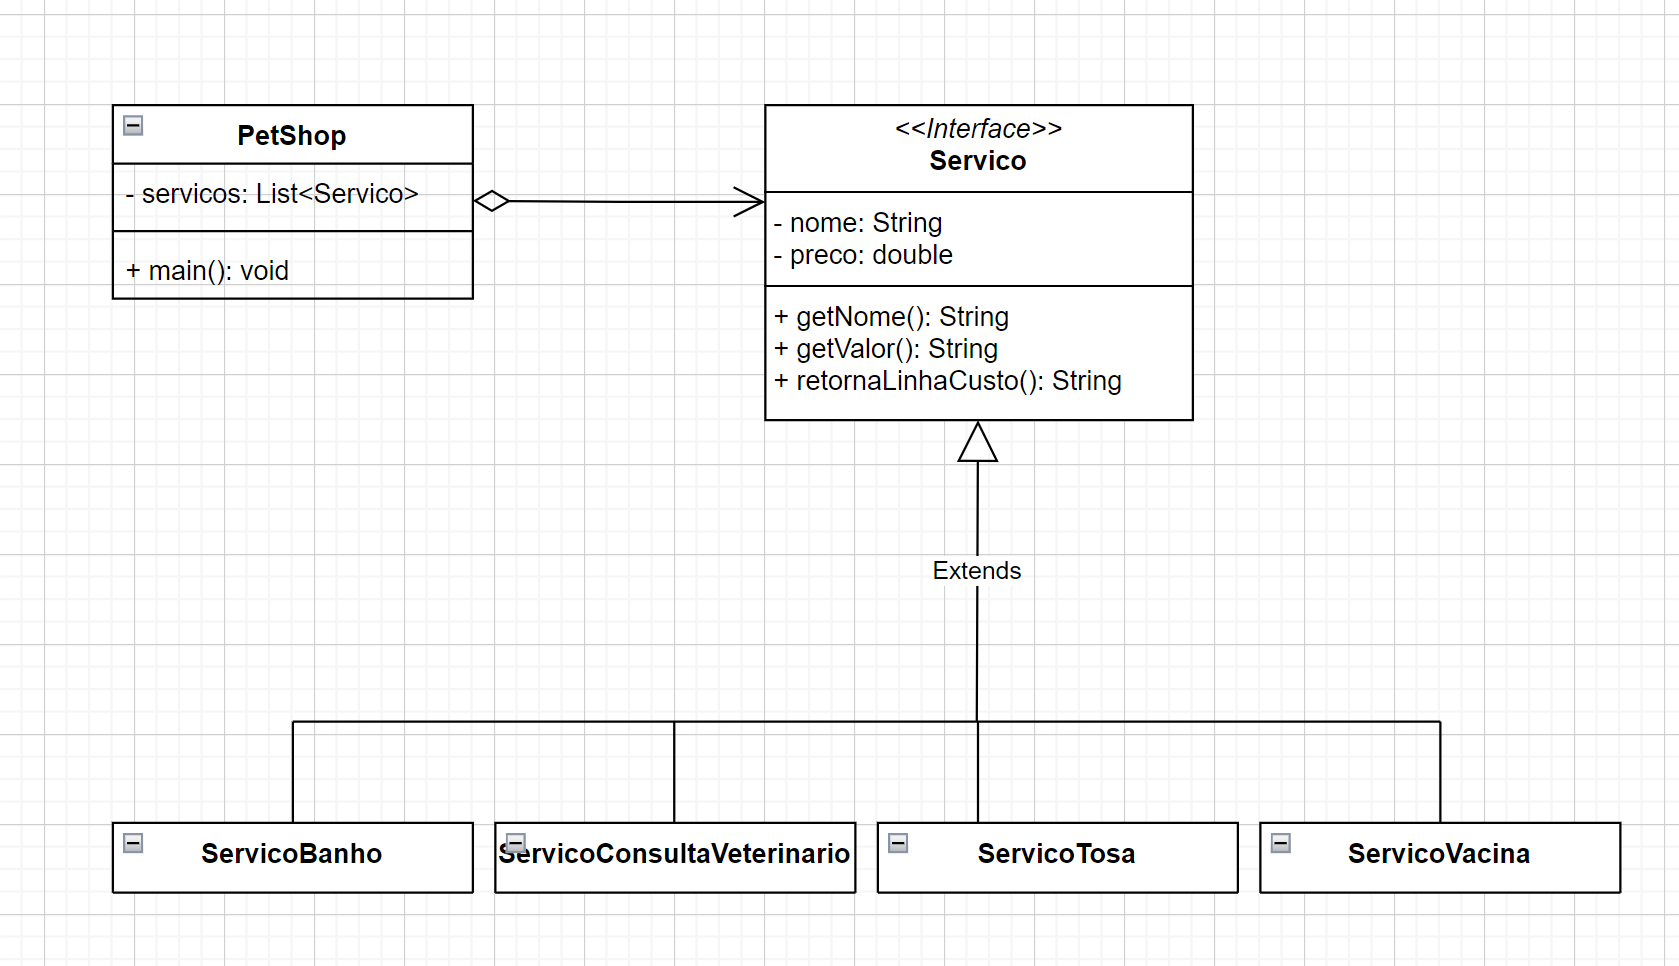 PetShop
- servicos: List<Servico>
+ main(): void
<<Interface>>
Servico
- nome: String
- preco: double
+ getNome(): String
+ getValor(): String
+ retornaLinhaCusto(): String
Extends
ServicoBanho
ServicoConsultaVeterinario
ServicoTosa
ServicoVacina